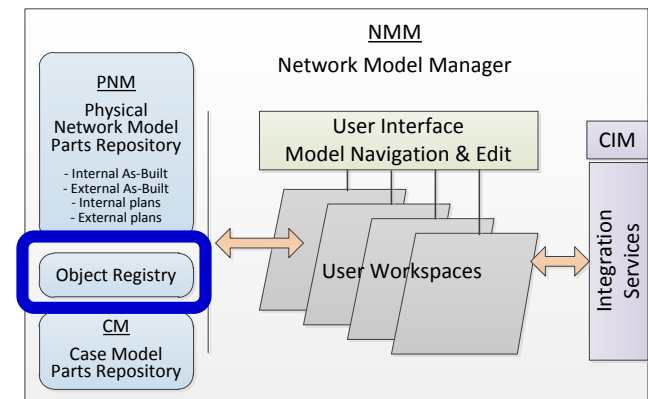 NMM
Network Model Manager
PNM
Physical
Network Model
Parts Repository
- Internal As-Built
- External As-Built
- Internal plans
- External plans
Object Registry
CM
Case Model
Parts Repository
User Interface
Model Navigation & Edit
User Workspaces
CIM
Integration
Services